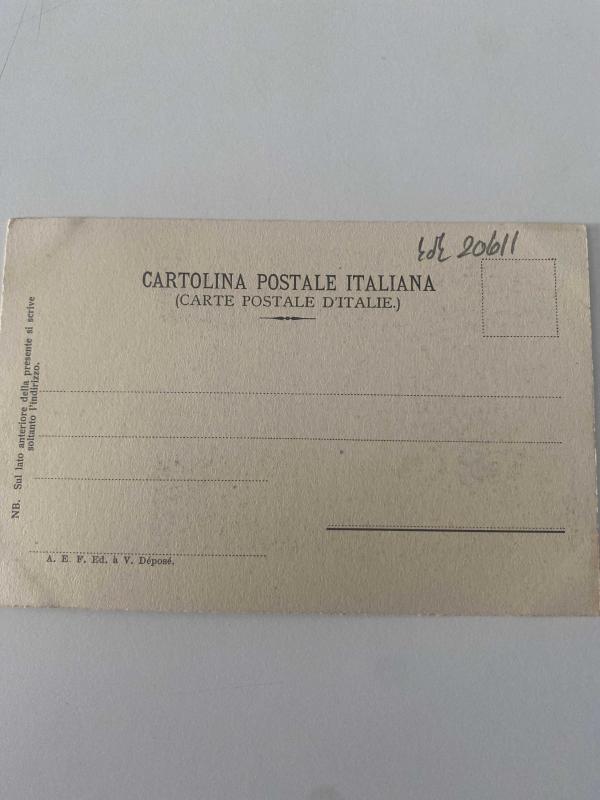 20611
CARTOLINA POSTALE ITALIANA
(CARTE POSTALE D'ITALIE.)
NB. Sul lato anteriore della presente si scrive
soltanto l'indirizzo.
A. E. F. Ed. à V. Déposé.